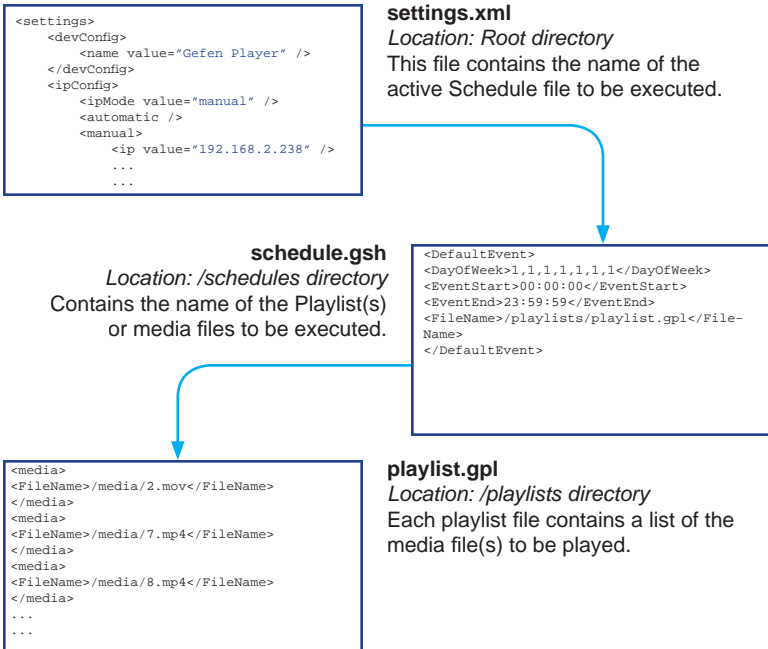 <settings>
<devConfig>
<name value="Gefen Player" />
</devConfig>
<ipConfig>
<ipMode value="manual" />
<automatic />
<manual>
<ip value="192.168.2.238" />
...
...
settings.xml
Location: Root directory
This file contains the name of the
active Schedule file to be executed.
schedule.gsh
Location: /schedules directory
Contains the name of the Playlist(s)
or media files to be executed.
<DefaultEvent>
<DayOfWeek>1,1,1,1,1,1,1</DayOfWeek>
<EventStart>00:00:00</EventStart>
<EventEnd>23:59:59</EventEnd>
<FileName>/playlists/playlist.gpl</File-
Name>
</DefaultEvent>
<media>
<FileName>/media/2.mov</FileName>
</media>
<media>
<FileName>/media/7.mp4</FileName>
</media>
<media>
<FileName>/media/8.mp4</FileName>
</media>
...
...
playlist.gpl
Location: /playlists directory
Each playlist file contains a list of the
media file(s) to be played.